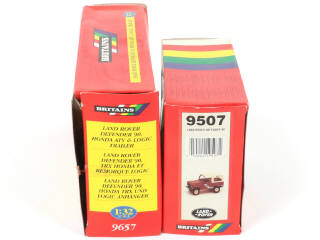 BRITAINS
BRITAINS
LAND ROVER
DEFENDER '90,
HONDA ATV & LOGIC
TRAILER
LAND ROVER
DEFENDER '90,
TRX HONDA ET
REMORQUE LOGIC
LAND ROVER
DEFENDER '90,
HONDA TRX UND
LOGIC ANHÄNGER
1:32
9657
BRITAINS
9507
LAND
ROVER